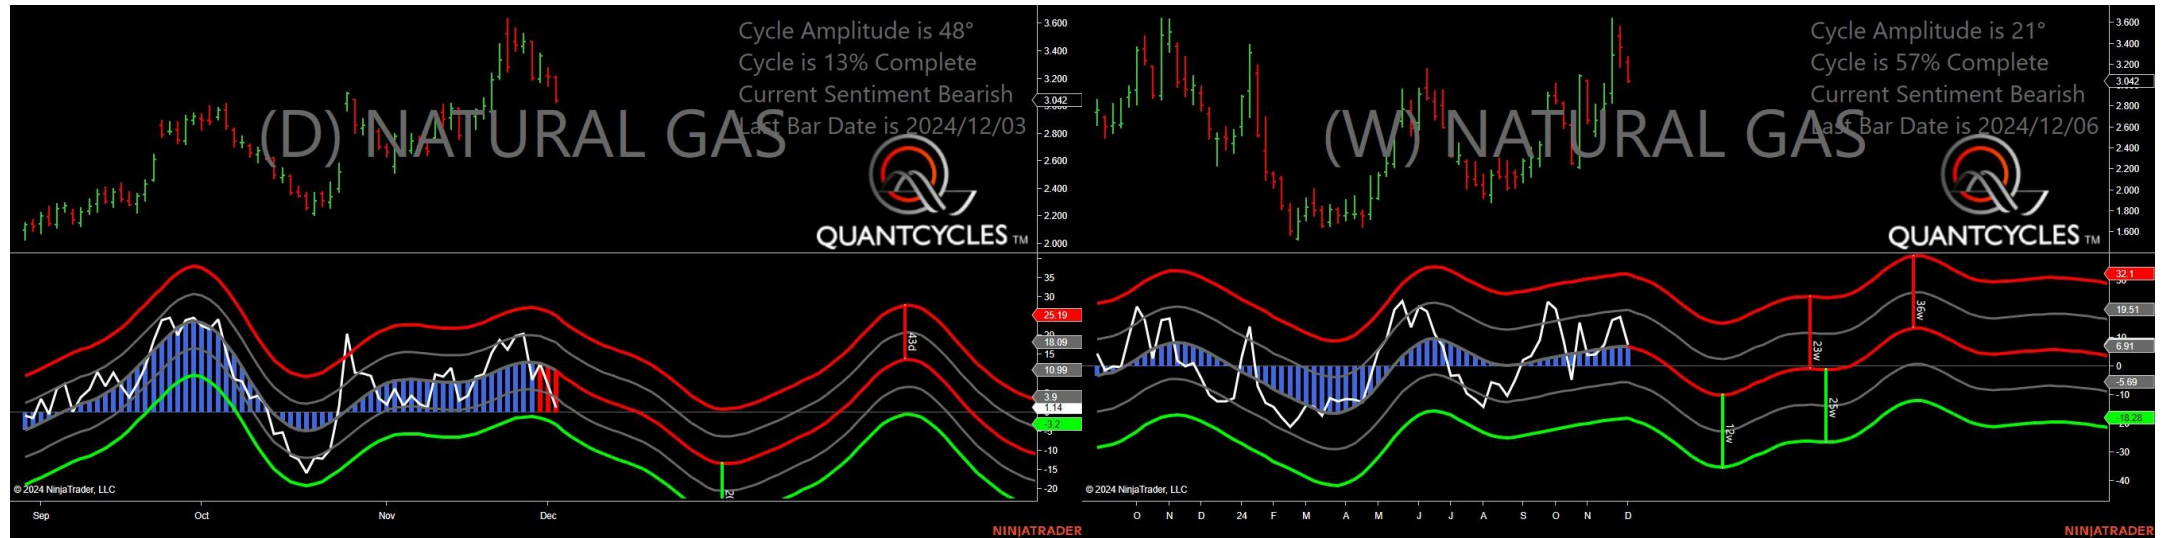 Cycle Amplitude is 48°
Cycle is 13% Complete
Current Sentiment Bearish
Last Bar Date is 2024/12/03
(D) NATURAL GAS
QUANTCYCLES TM
3.600
3.400
3.200
3.042
2.800
2.600
2.400
2.200
2.000
35
30
25.19
18.09
15
10.99
3.9
1.14
-3.2
-10
-15
-20
43d
© 2024 NinjaTrader, LLC
Sep Oct Nov Dec
NINJATRADER
Cycle Amplitude is 21°
Cycle is 57% Complete
Current Sentiment Bearish
Last Bar Date is 2024/12/06
(W) NATURAL GAS
QUANTCYCLES TM
3.600
3.400
3.200
3.042
2.800
2.600
2.400
2.200
2.000
1.800
1.600
32.1
19.51
6.91
0
-5.69
-10
-18.28
-30
-40
12w
23w
25w
36w
© 2024 NinjaTrader, LLC
O N D 24 F M A M J J A S O N D
NINJATRADER